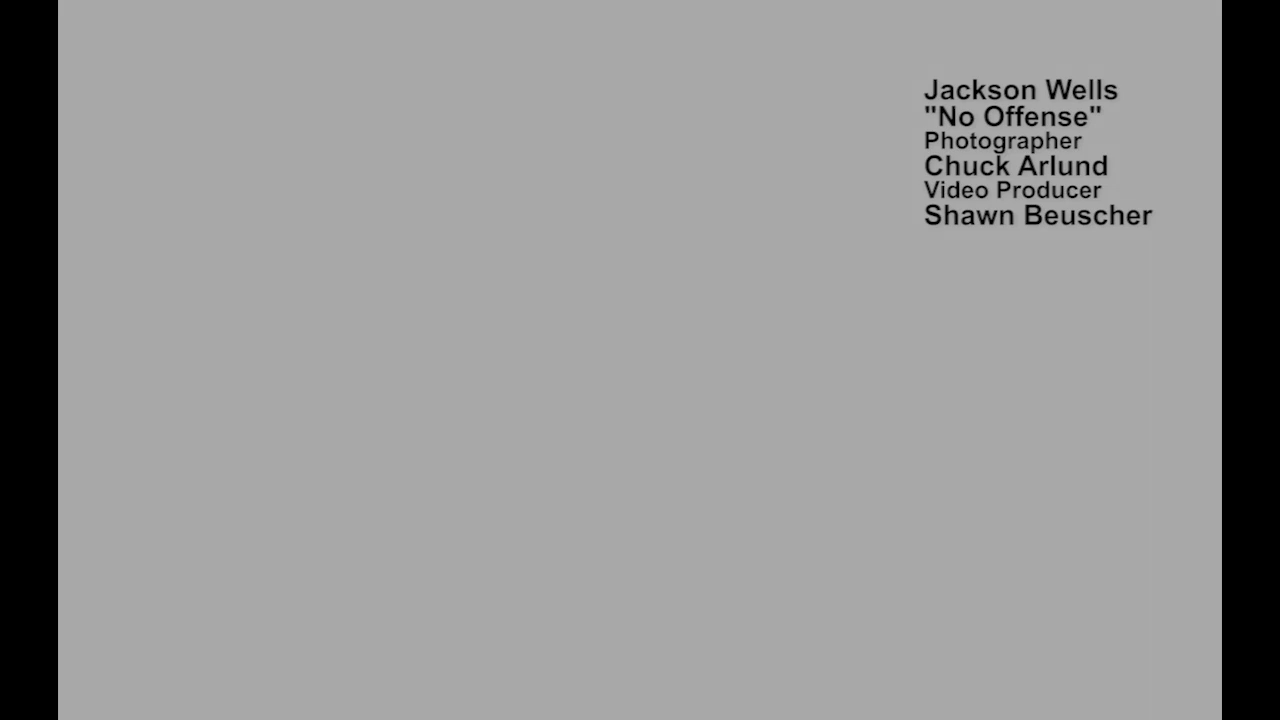 Jackson Wells
"No Offense"
Photographer
Chuck Arlund
Video Producer
Shawn Beuscher